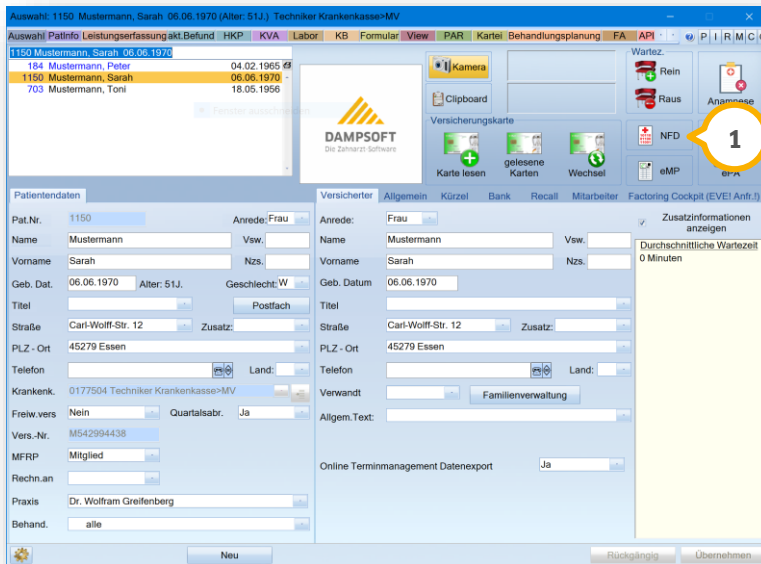 Auswahl: 1150 Mustermann, Sarah 06.06.1970 (Alter: 51J.) Techniker Krankenkasse>MV
Auswahl PatInfo Leistungserfassung akt.Befund HKP KVA Labor KB Formular View PAR Kartei Behandlungsplanung FA API P I R M C
1150 Mustermann, Sarah 06.06.1970
184 Mustermann, Peter 04.02.1965
1150 Mustermann, Sarah 06.06.1970
703 Mustermann, Toni 18.05.1956
DAMPSOFT
Die Zahnarzt-Software
Kamera
Clipboard
Versicherungskarte
Karte lesen
gelesene Karten
Wechsel
Wartez.
Rein
Raus
Anamnese
NFD
1
eMP
ePA
Patientendaten
Pat.Nr. 1150 Anrede: Frau
Name Mustermann Vsw.
Vorname Sarah Nzs.
Geb. Dat. 06.06.1970 Alter: 51J. Geschlecht: W
Titel Postfach
Straße Carl-Wolff-Str. 12 Zusatz:
PLZ - Ort 45279 Essen
Telefon Land:
Krankenk. 0177504 Techniker Krankenkasse>MV
Freiw.vers Nein Quartalsabr. Ja
Vers.-Nr. M542994438
MFRP Mitglied
Rechn.an
Praxis Dr. Wolfram Greifenberg
Behand. alle
Versicherter Allgemein Kürzel Bank Recall Mitarbeiter Factoring Cockpit (EVE! Anfr.!)
Anrede: Frau
Name Mustermann Vsw.
Vorname Sarah Nzs.
Geb. Datum 06.06.1970
Titel
Straße Carl-Wolff-Str. 12 Zusatz:
PLZ - Ort 45279 Essen
Telefon Land:
Verwandt Familienverwaltung
Allgem.Text:
Online Terminmanagement Datenexport Ja
Zusatzinformationen
anzeigen
Durchschnittliche Wartezeit
0 Minuten
Neu
Rückgängig
Übernehmen